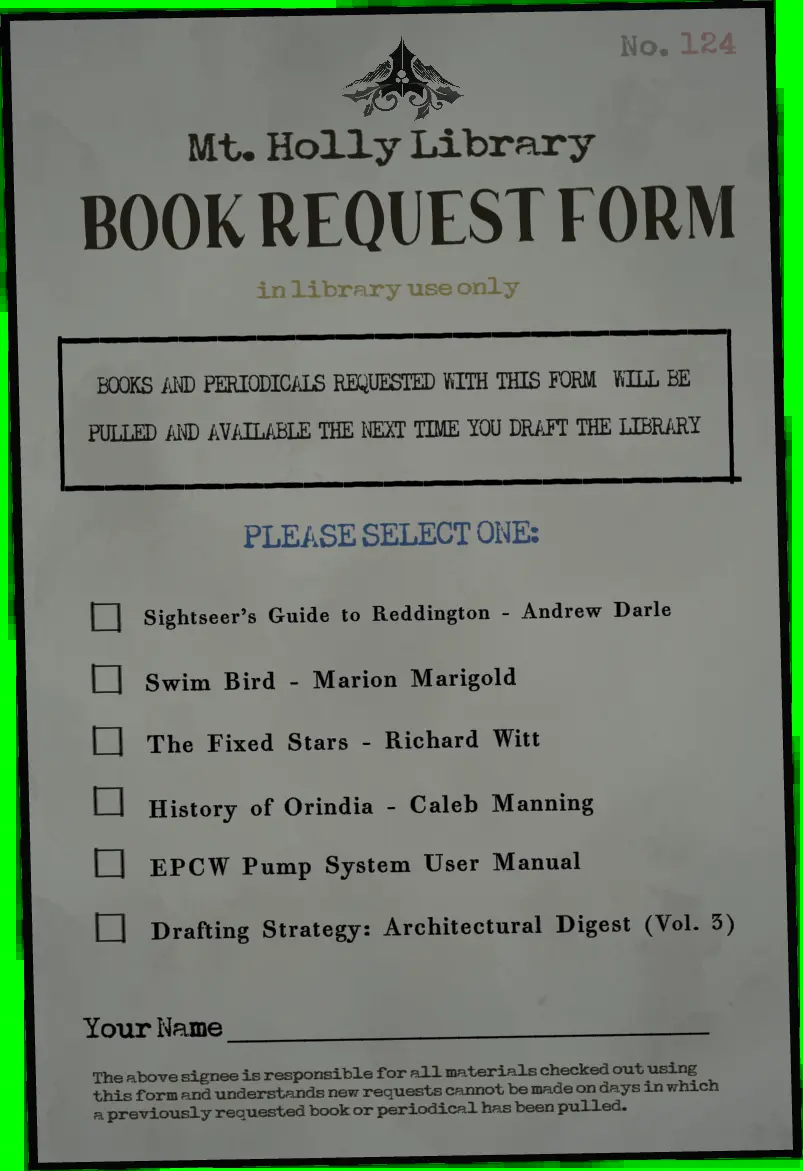 No. 124
Mt. Holly Library
BOOK REQUEST FORM
in library use only
BOOKS AND PERIODICALS REQUESTED WITH THIS FORM WILL BE
PULLED AND AVAILABLE THE NEXT TIME YOU DRAFT THE LIBRARY
PLEASE SELECT ONE:
Sightseer's Guide to Reddington - Andrew Darle
Swim Bird - Marion Marigold
The Fixed Stars - Richard Witt
History of Orindia - Caleb Manning
EPCW Pump System User Manual
Drafting Strategy: Architectural Digest (Vol. 3)
Your Name
The above signee is responsible for all materials checked out using
this form and understands new requests cannot be made on days in which
a previously requested book or periodical has been pulled.